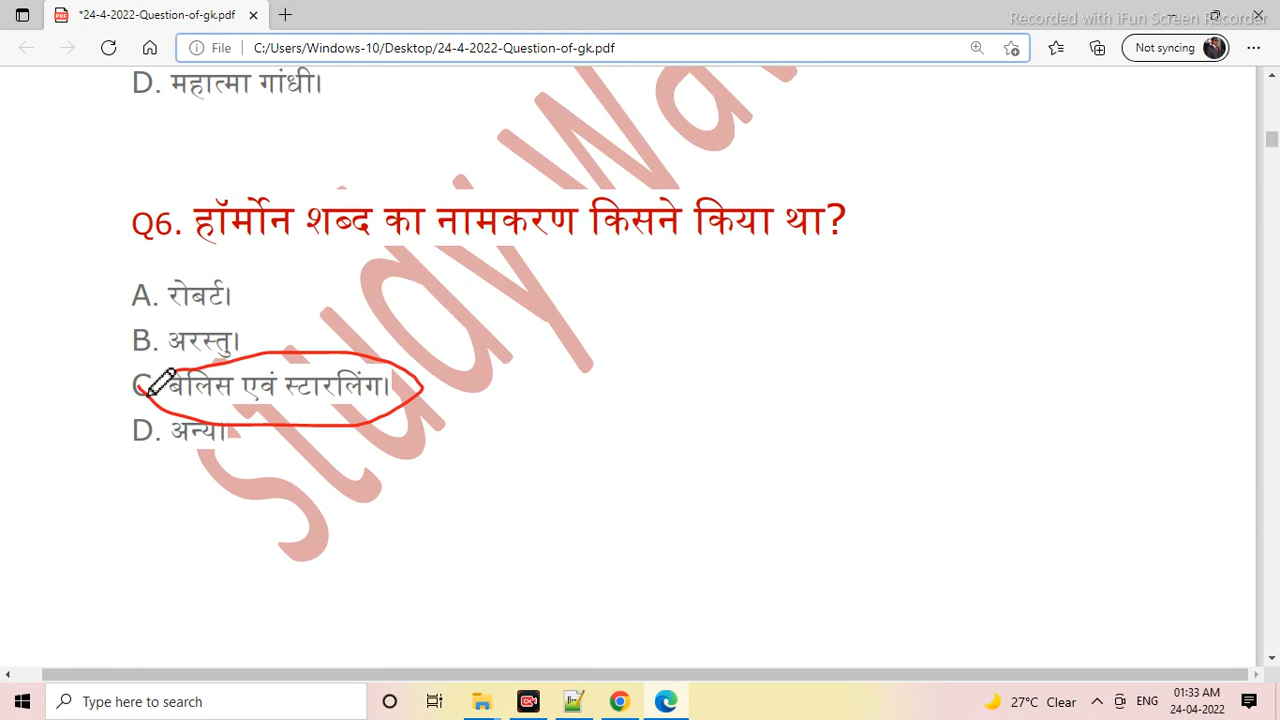 *24-4-2022-Question-of-gk.pdf
Recorded with iFun Screen Recorder
File C:/Users/Windows-10/Desktop/24-4-2022-Question-of-gk.pdf Not syncing
D. महात्मा गांधी।
Q6. हॉर्मोन शब्द का नामकरण किसने किया था?
A. रोबर्ट।
B. अरस्तु।
C. बेलिस एवं स्टारलिंग।
D. अन्य।
Study Wa
Type here to search 27°C Clear ENG 01:33 AM
24-04-2022